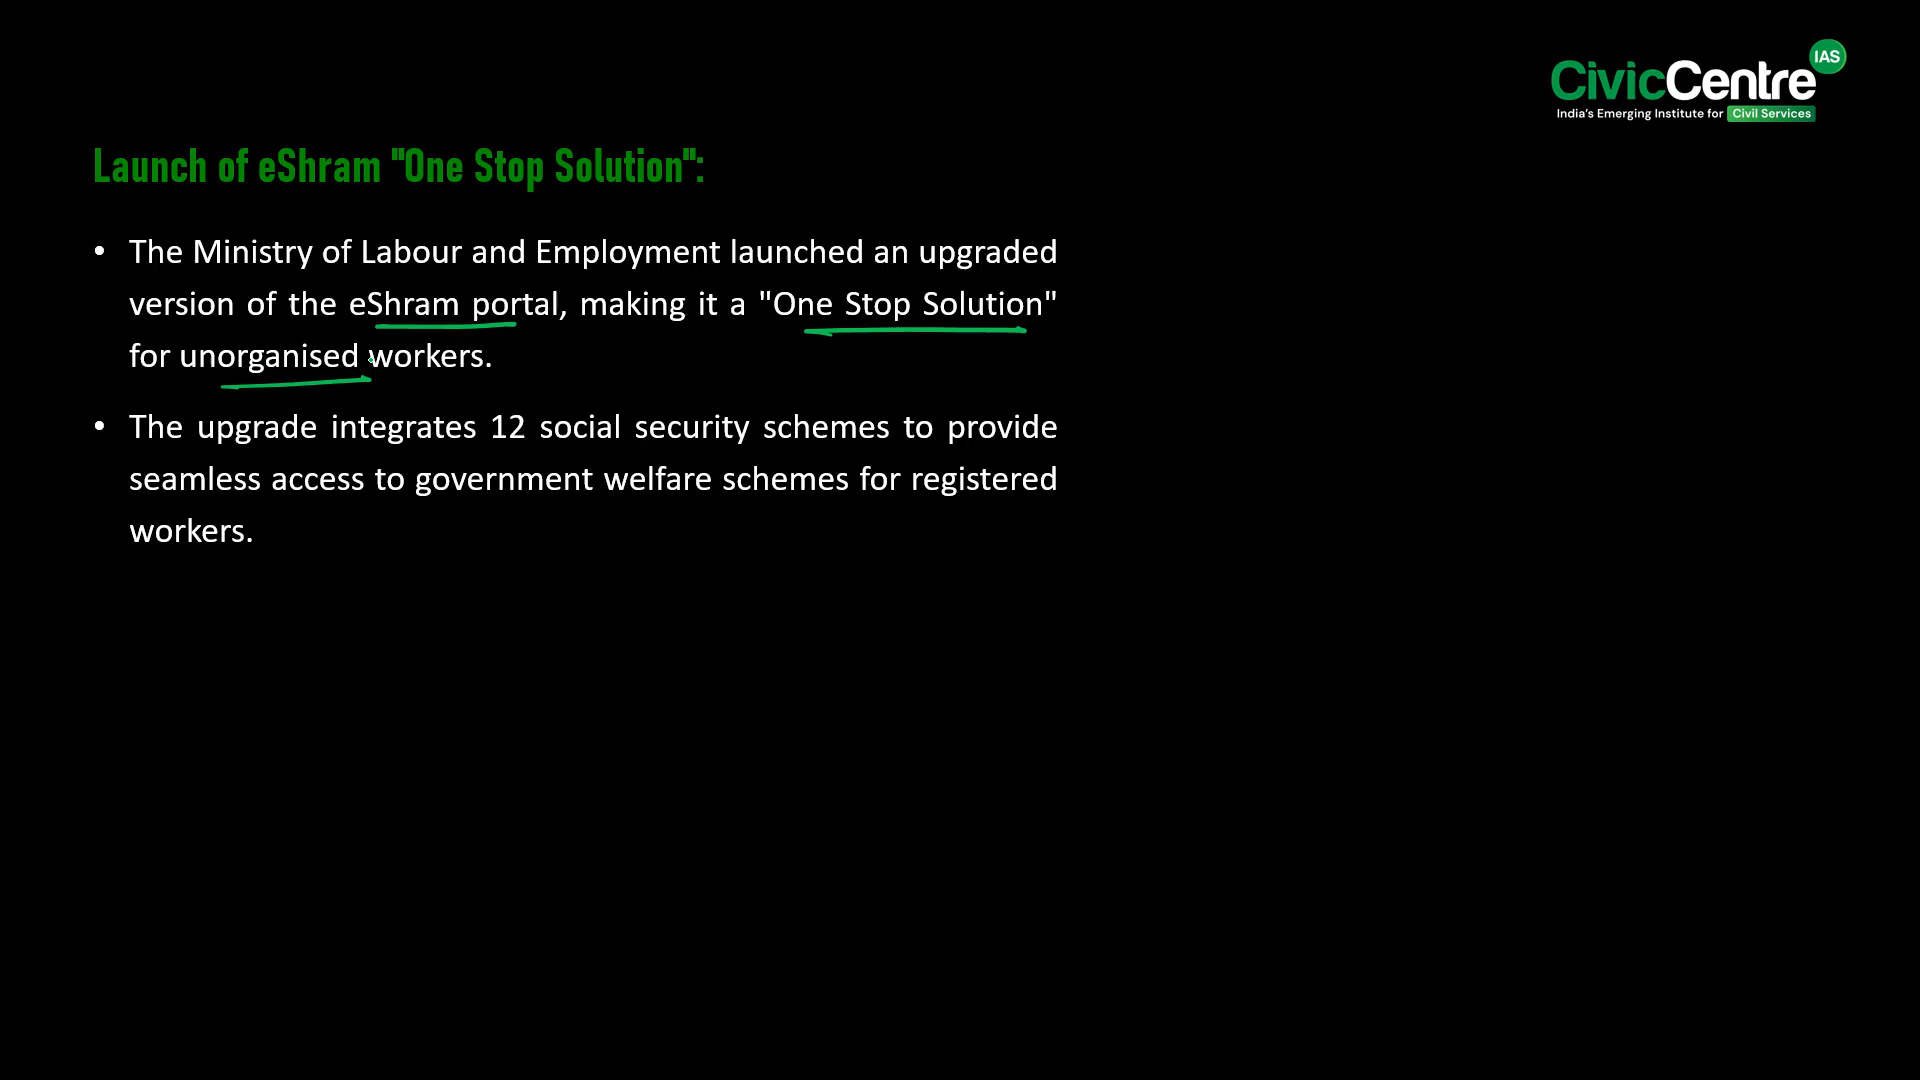 IAS
CivicCentre
India's Emerging Institute for Civil Services
Launch of eShram "One Stop Solution":
• The Ministry of Labour and Employment launched an upgraded
version of the eShram portal, making it a "One Stop Solution"
for unorganised workers.
• The upgrade integrates 12 social security schemes to provide
seamless access to government welfare schemes for registered
workers.